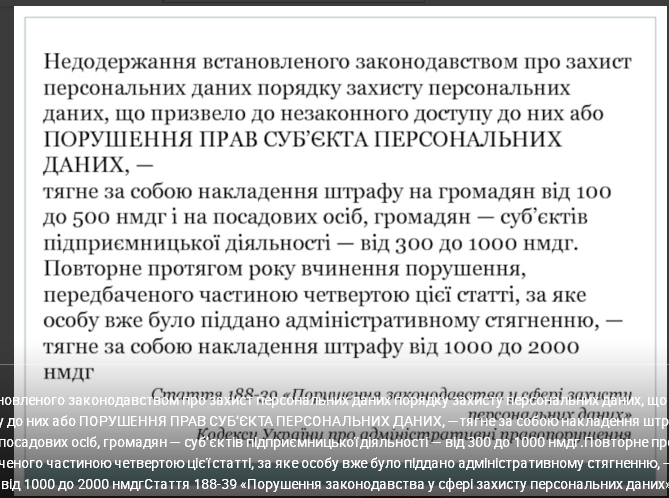 Недодержання встановленого законодавством про захист
персональних даних порядку захисту персональних
даних, що призвело до незаконного доступу до них або
ПОРУШЕННЯ ПРАВ СУБ’ЄКТА ПЕРСОНАЛЬНИХ
ДАНИХ, —
тягне за собою накладення штрафу на громадян від 100
до 500 нмдг і на посадових осіб, громадян — суб’єктів
підприємницької діяльності — від 300 до 1000 нмдг.
Повторне протягом року вчинення порушення,
передбаченого частиною четвертою цієї статті, за яке
особу вже було піддано адміністративному стягненню, —
тягне за собою накладення штрафу від 1000 до 2000
нмдг
Стаття 188-39 «Порушення законодавства у сфері захисту
персональних даних»
Кодексу України про адміністративні правопорушення
новленого законодавством про захист персональних даних порядку захисту персональних даних, що
у до них або ПОРУШЕННЯ ПРАВ СУБ’ЄКТА ПЕРСОНАЛЬНИХ ДАНИХ, —тягне за собою накладення штр
посадових осіб, громадян — суб’єктів підприємницької діяльності — від 300 до 1000 нмдг.Повторне пр
ченого частиною четвертою цієї статті, за яке особу вже було піддано адміністративному стягненню, —
від 1000 до 2000 нмдгСтаття 188-39 «Порушення законодавства у сфері захисту персональних даних»